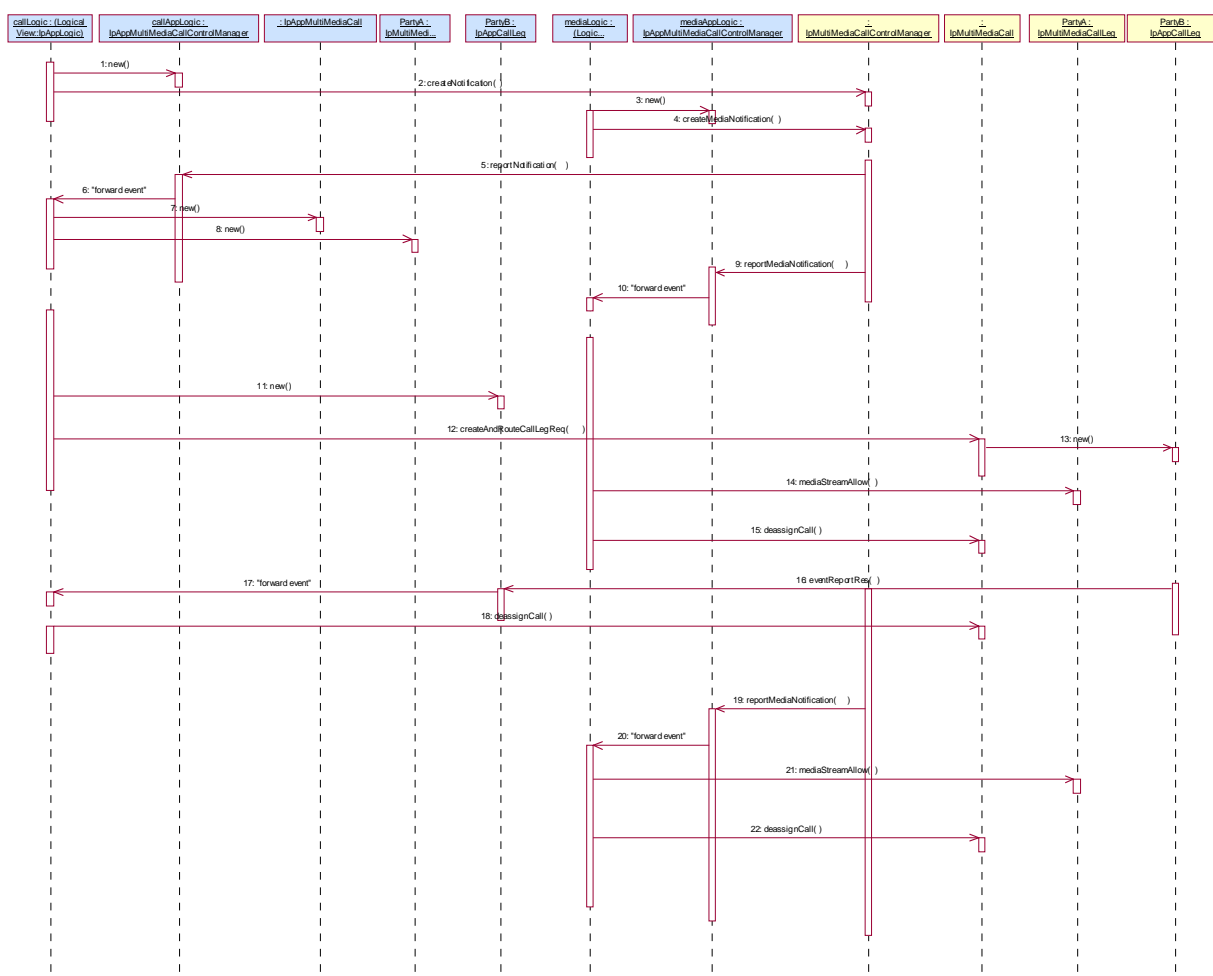 callLogic : (Logical
View::IpAppLogic)
callAppLogic :
IpAppMultiMediaCallControlManager
: IpAppMultiMediaCall
PartyA :
IpMultiMedi...
PartyB :
IpAppCallLeg
mediaLogic :
(Logic...
mediaAppLogic :
IpAppMultiMediaCallControlManager
:
IpMultiMediaCallControlManager
:
IpMultiMediaCall
PartyA :
IpMultiMediaCallLeg
PartyB :
IpAppCallLeg
1: new()
2: createNotification( )
3: new()
4: createMediaNotification( )
5: reportNotification( )
6: "forward event"
7: new()
8: new()
9: reportMediaNotification( )
10: "forward event"
11: new()
12: createAndRouteCallLegReq( )
13: new()
14: mediaStreamAllow( )
15: deassignCall( )
16: eventReportRes( )
17: "forward event"
18: deassignCall( )
19: reportMediaNotification( )
20: "forward event"
21: mediaStreamAllow( )
22: deassignCall( )